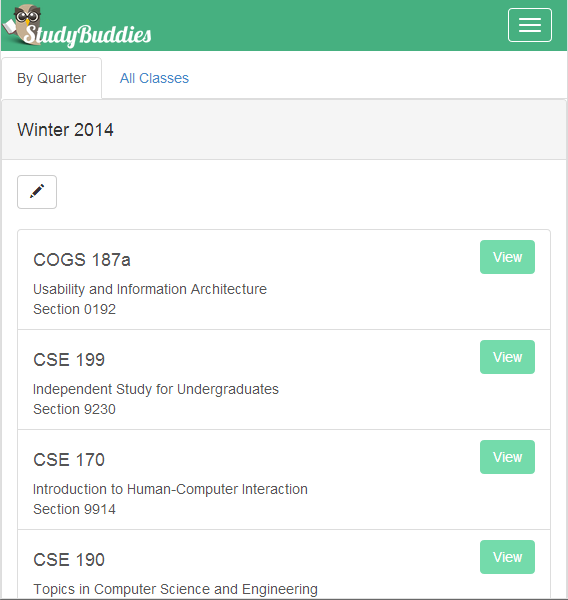 StudyBuddies
By Quarter
All Classes
Winter 2014
COGS 187a
View
Usability and Information Architecture
Section 0192
CSE 199
View
Independent Study for Undergraduates
Section 9230
CSE 170
View
Introduction to Human-Computer Interaction
Section 9914
CSE 190
View
Topics in Computer Science and Engineering